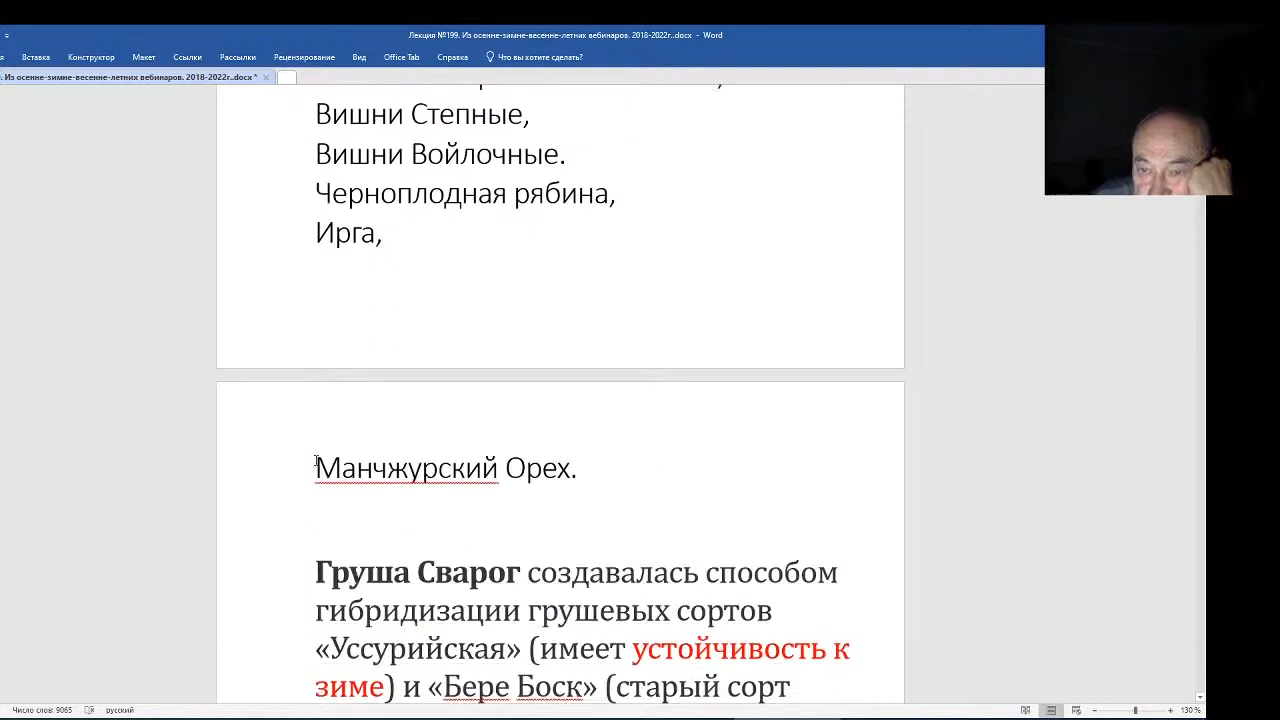 Лекция №199. Из осенне-зимне-весенне-летних вебинаров. 2018-2022г..docx - Word
Вставка Конструктор Макет Ссылки Рассылки Рецензирование Вид Office Tab Справка Что вы хотите сделать?
. Из осенне-зимне-весенне-летних вебинаров. 2018-2022г..docx *
Вишни Степные,
Вишни Войлочные.
Черноплодная рябина,
Ирга,
Манчжурский Орех.
Груша Сварог создавалась способом
гибридизации грушевых сортов
«Уссурийская» (имеет устойчивость к
зиме) и «Бере Боск» (старый сорт
Число слов: 9065 русский 130 %